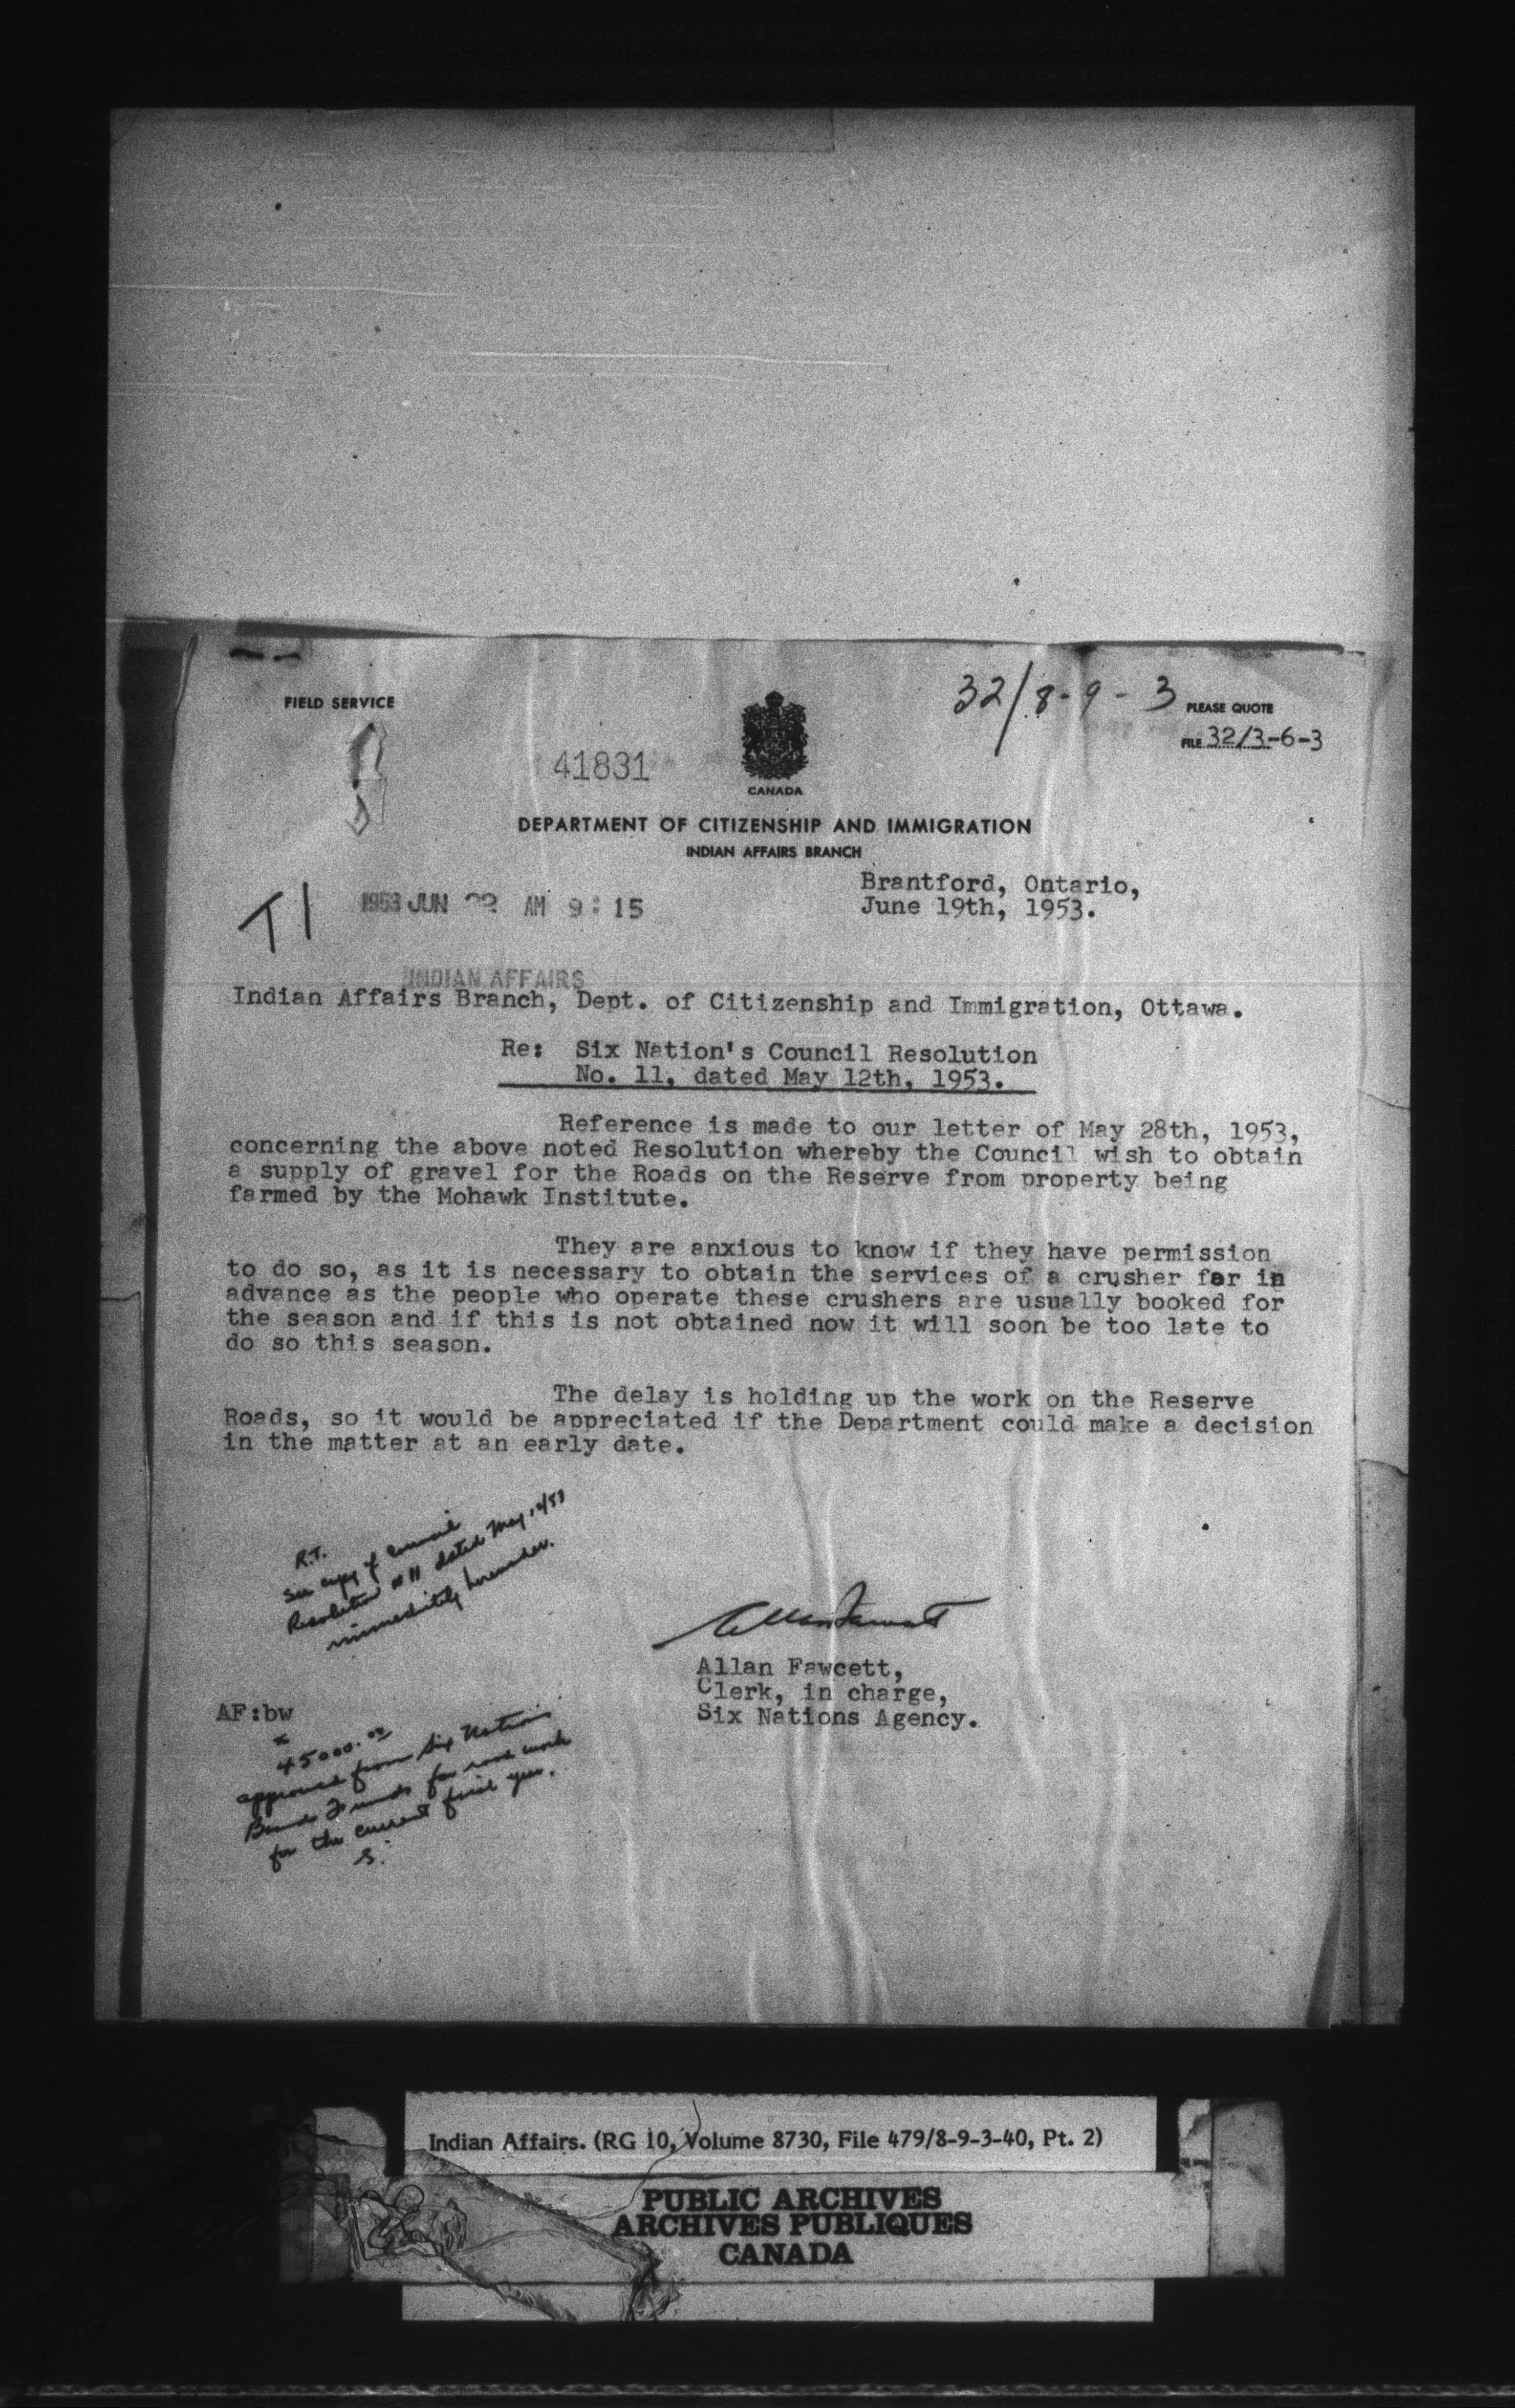 FIELD SERVICE
32/8-9-3
PLEASE QUOTE
FILE 32/3-6-3
41831
CANADA
DEPARTMENT OF CITIZENSHIP AND IMMIGRATION
INDIAN AFFAIRS BRANCH
Brantford, Ontario,
June 19th, 1953.
T1
1953 JUN 22 AM 9:15
INDIAN AFFAIRS
Indian Affairs Branch, Dept. of Citizenship and Immigration, Ottawa.
Re: Six Nation's Council Resolution
No. 11, dated May 12th, 1953.
Reference is made to our letter of May 28th, 1953,
concerning the above noted Resolution whereby the Council wish to obtain
a supply of gravel for the Roads on the Reserve from property being
farmed by the Mohawk Institute.
They are anxious to know if they have permission
to do so, as it is necessary to obtain the services of a crusher far in
advance as the people who operate these crushers are usually booked for
the season and if this is not obtained now it will soon be too late to
do so this season.
The delay is holding up the work on the Reserve
Roads, so it would be appreciated if the Department could make a decision
in the matter at an early date.
R.T.
See copy of Council
Resolution #11 dated May 12/53
immediately hereunder.
Allan Fawcett
Allan Fawcett,
Clerk, in charge,
Six Nations Agency.
AF:bw
45000.00
approved from Six Nations
Band Funds for road work
for the current fiscal year.
S.
Indian Affairs. (RG 10, Volume 8730, File 479/8-9-3-40, Pt. 2)
PUBLIC ARCHIVES
ARCHIVES PUBLIQUES
CANADA